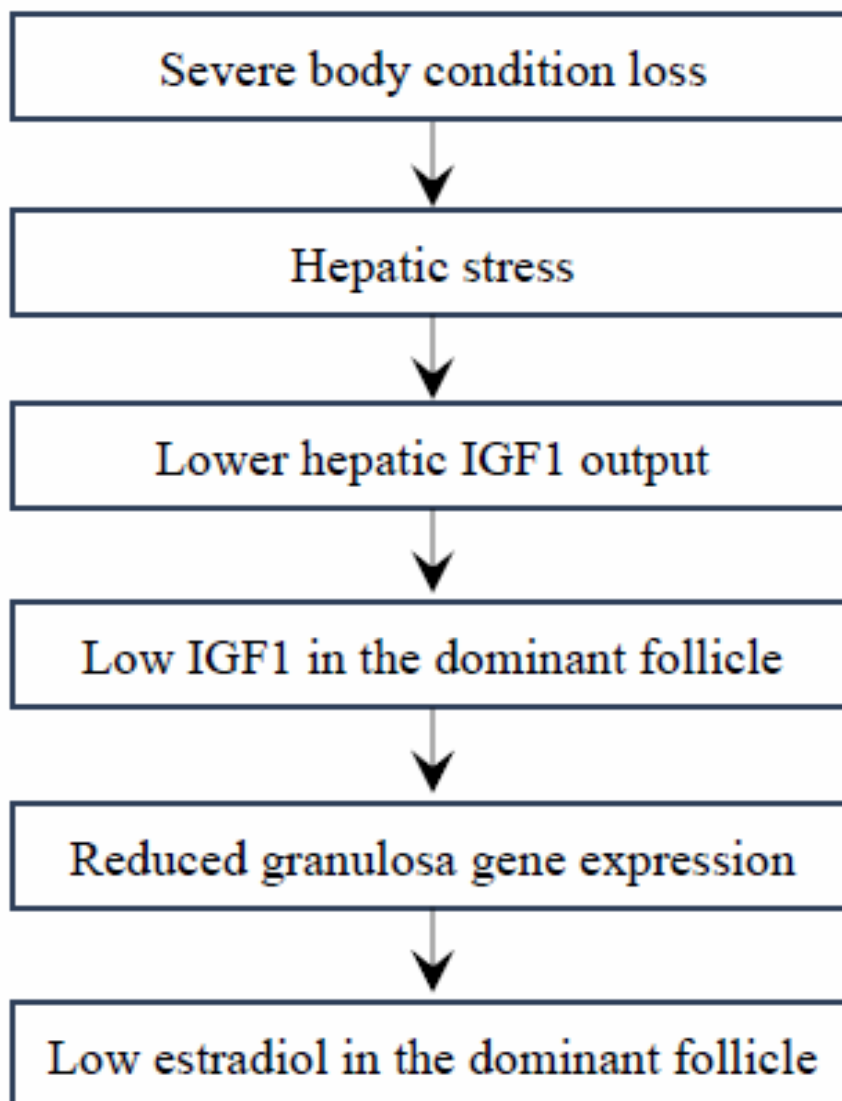 Severe body condition loss
Hepatic stress
Lower hepatic IGF1 output
Low IGF1 in the dominant follicle
Reduced granulosa gene expression
Low estradiol in the dominant follicle